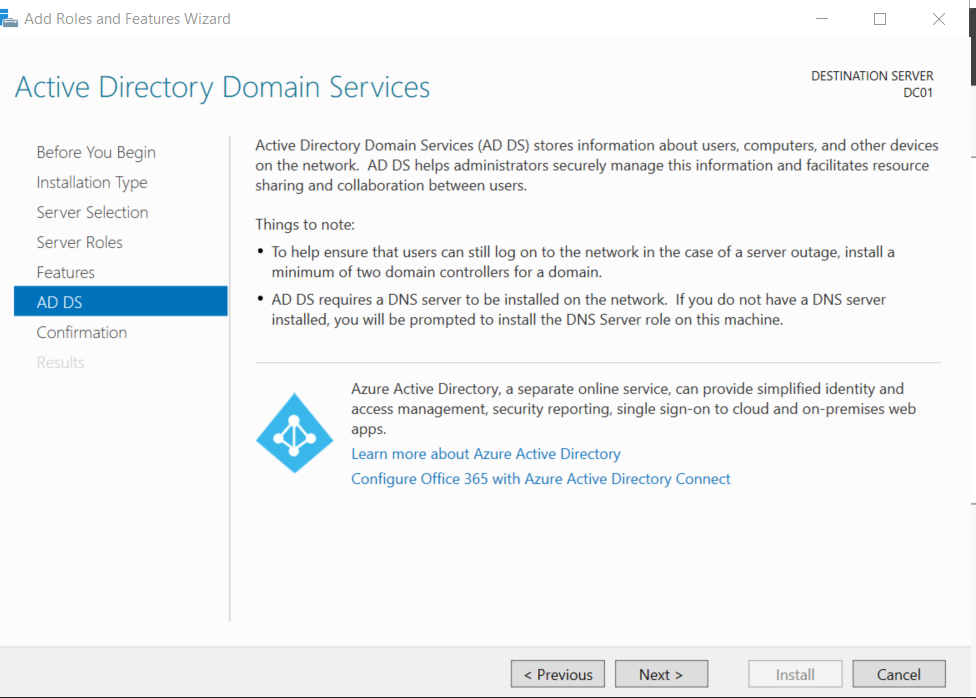 Add Roles and Features Wizard
Active Directory Domain Services
DESTINATION SERVER
DC01
Before You Begin
Installation Type
Server Selection
Server Roles
Features
AD DS
Confirmation
Results
Active Directory Domain Services (AD DS) stores information about users, computers, and other devices
on the network.  AD DS helps administrators securely manage this information and facilitates resource
sharing and collaboration between users.
Things to note:
• To help ensure that users can still log on to the network in the case of a server outage, install a
minimum of two domain controllers for a domain.
• AD DS requires a DNS server to be installed on the network.  If you do not have a DNS server
installed, you will be prompted to install the DNS Server role on this machine.
Azure Active Directory, a separate online service, can provide simplified identity and
access management, security reporting, single sign-on to cloud and on-premises web
apps.
Learn more about Azure Active Directory
Configure Office 365 with Azure Active Directory Connect
< Previous
Next >
Install
Cancel